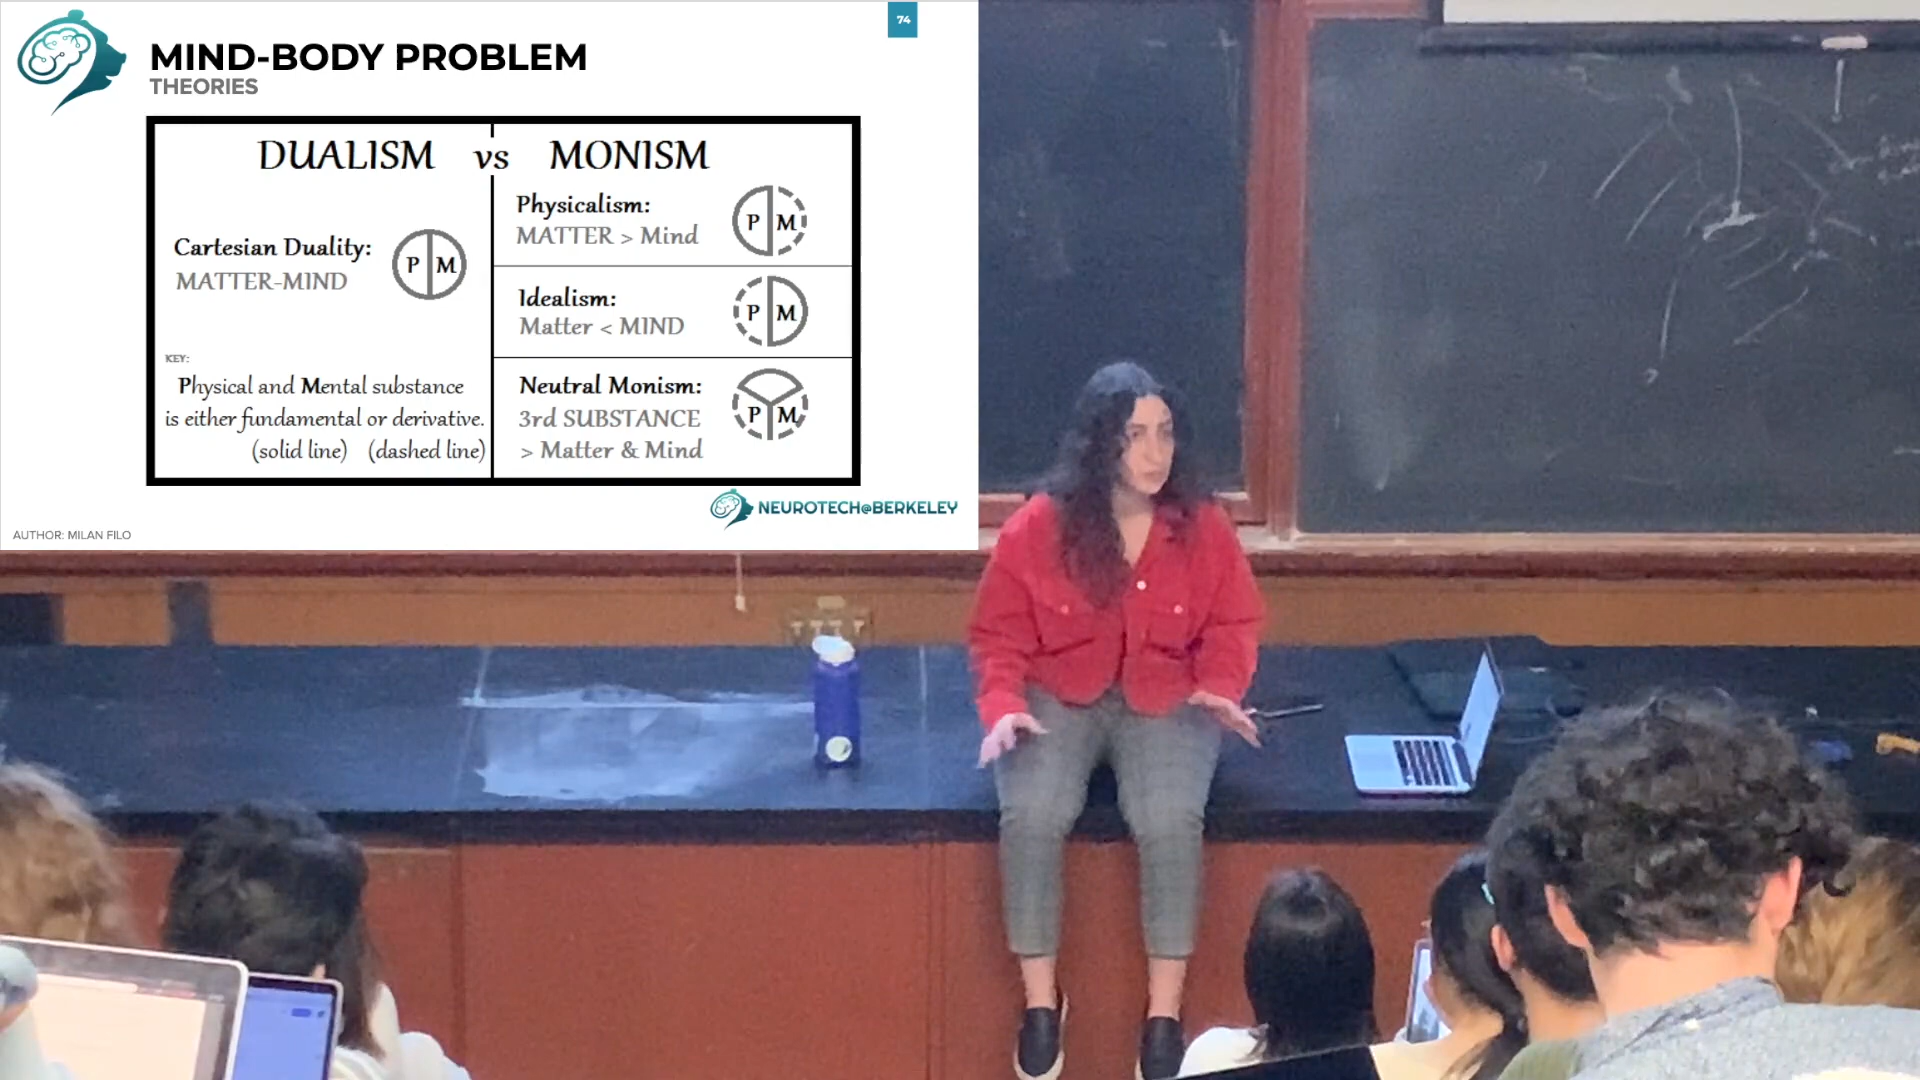 74
MIND-BODY PROBLEM
THEORIES
DUALISM vs MONISM
Cartesian Duality:
MATTER-MIND
P M
KEY:
Physical and Mental substance
is either fundamental or derivative.
(solid line) (dashed line)
Physicalism:
MATTER > Mind
P M
Idealism:
Matter < MIND
P M
Neutral Monism:
3rd SUBSTANCE
> Matter & Mind
P M
NEUROTECH@BERKELEY
AUTHOR: MILAN FILO